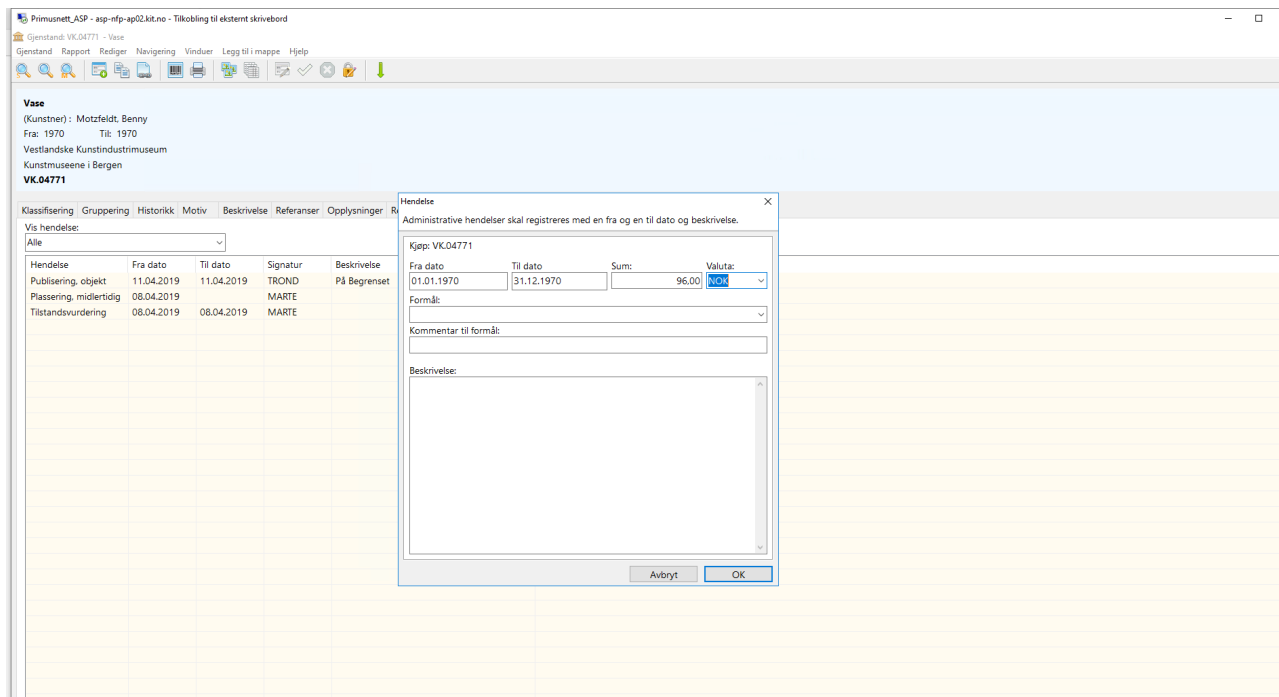 Primusnett_ASP - asp-nfp-ap02.kit.no - Tilkobling til eksternt skrivebord
Gjenstand: VK.04771 - Vase
Gjenstand Rapport Rediger Navigering Vinduer Legg til i mappe Hjelp
Vase
(Kunstner) : Motzfeldt, Benny
Fra: 1970 Til: 1970
Vestlandske Kunstindustrimuseum
Kunstmuseene i Bergen
VK.04771
Klassifisering Gruppering Historikk Motiv Beskrivelse Referanser Opplysninger
Vis hendelse:
Alle
Hendelse Fra dato Til dato Signatur Beskrivelse
Publisering, objekt 11.04.2019 11.04.2019 TROND På Begrenset
Plassering, midlertidig 08.04.2019 MARTE
Tilstandsvurdering 08.04.2019 08.04.2019 MARTE
Hendelse
Administrative hendelser skal registreres med en fra og en til dato og beskrivelse.
Kjøp: VK.04771
Fra dato Til dato Sum: Valuta:
01.01.1970 31.12.1970 96,00 NOK
Formål:
Kommentar til formål:
Beskrivelse:
Avbryt OK